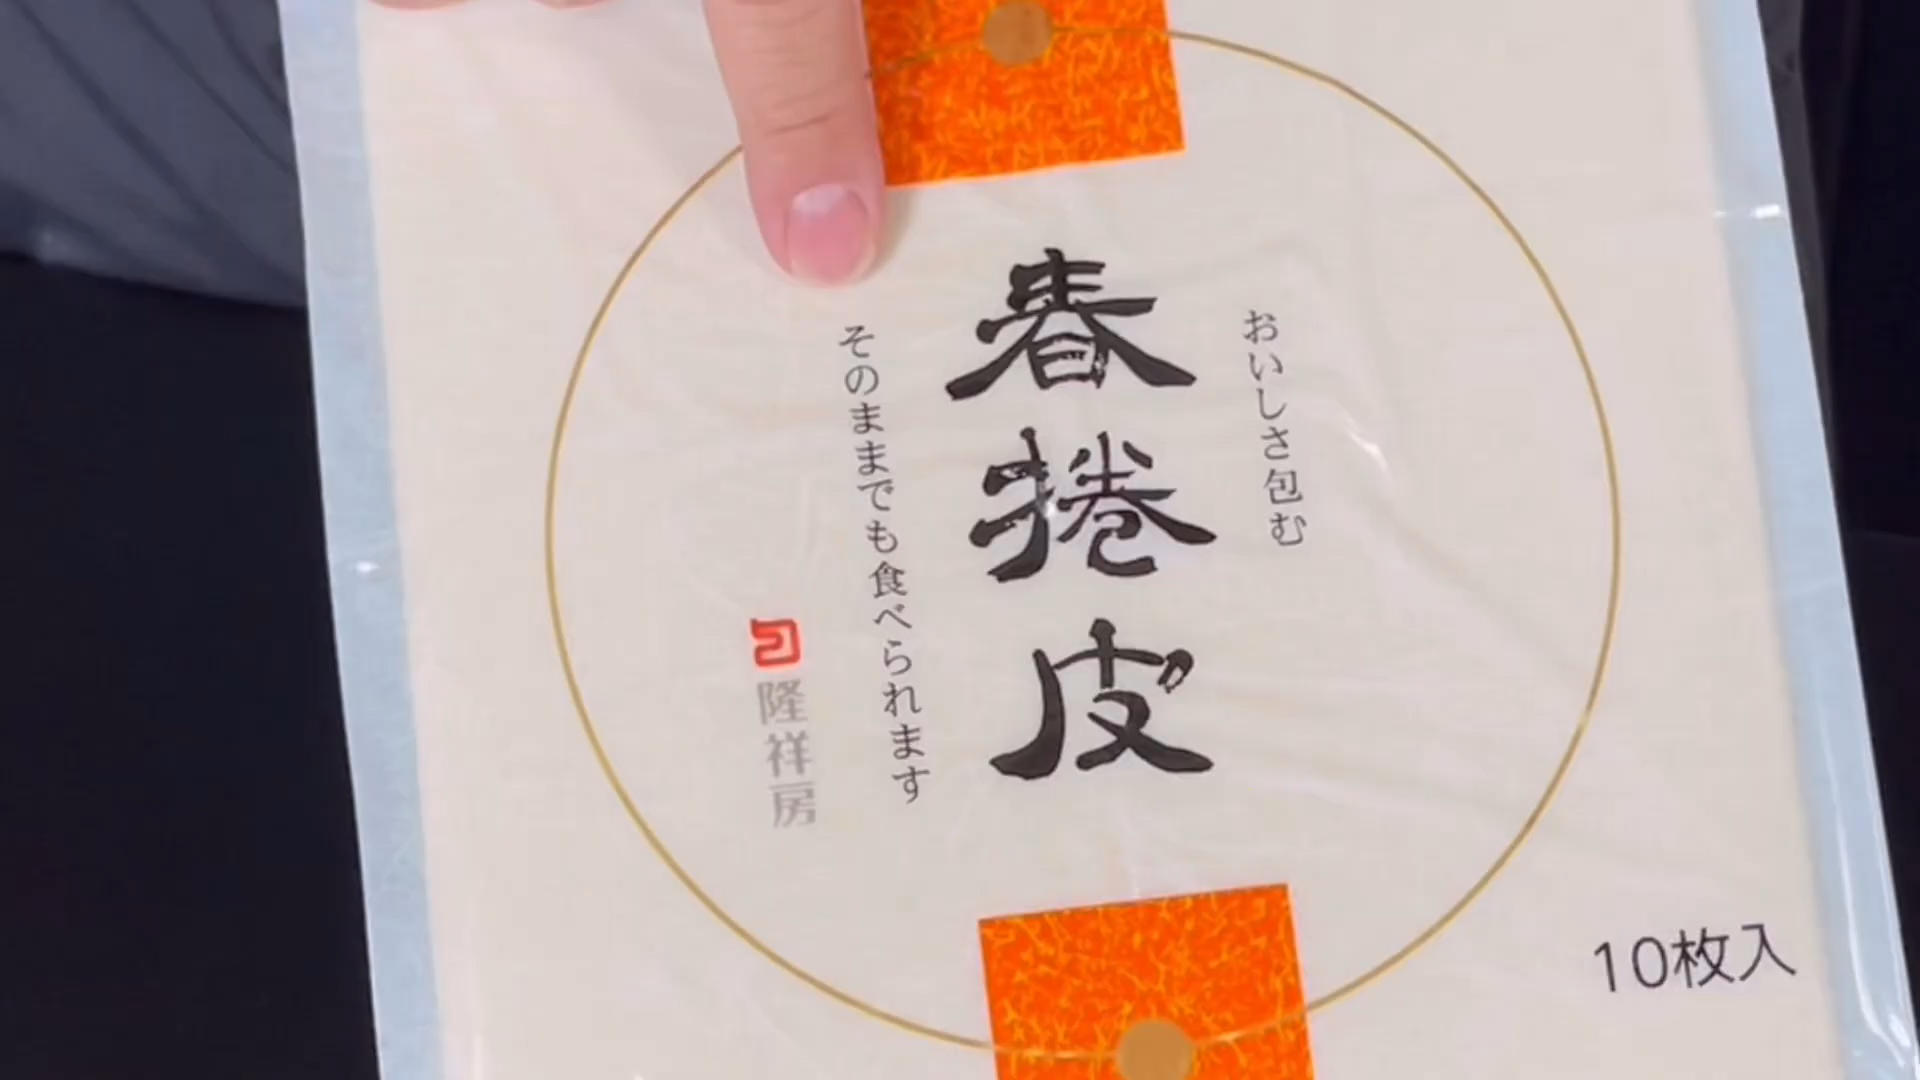 おいしさ包む
春捲皮
そのままでも食べられます
隆祥房
10枚入